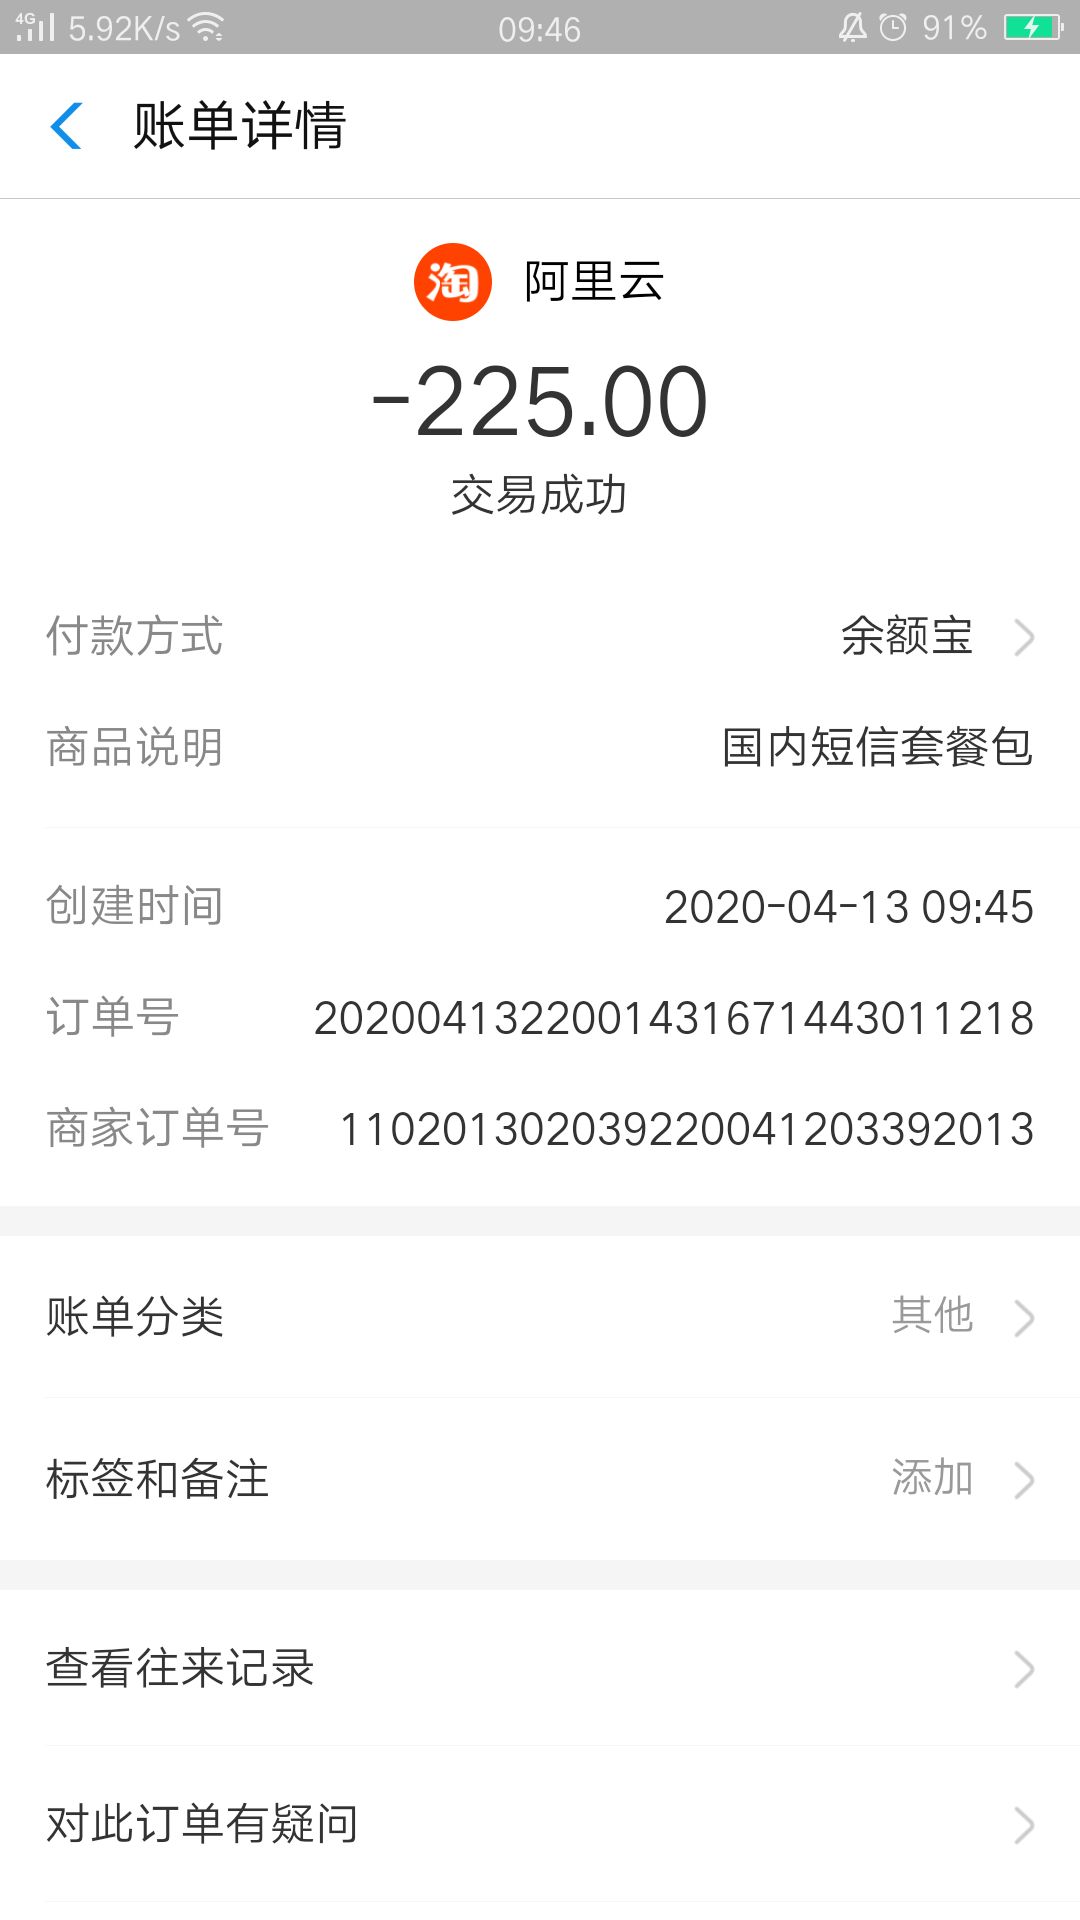 4G 5.92K/s 09:46 91%
账单详情
淘 阿里云
-225.00
交易成功
付款方式 余额宝
商品说明 国内短信套餐包
创建时间 2020-04-13 09:45
订单号 2020041322001431671443011218
商家订单号 110201302039220041203392013
账单分类 其他
标签和备注 添加
查看往来记录
对此订单有疑问